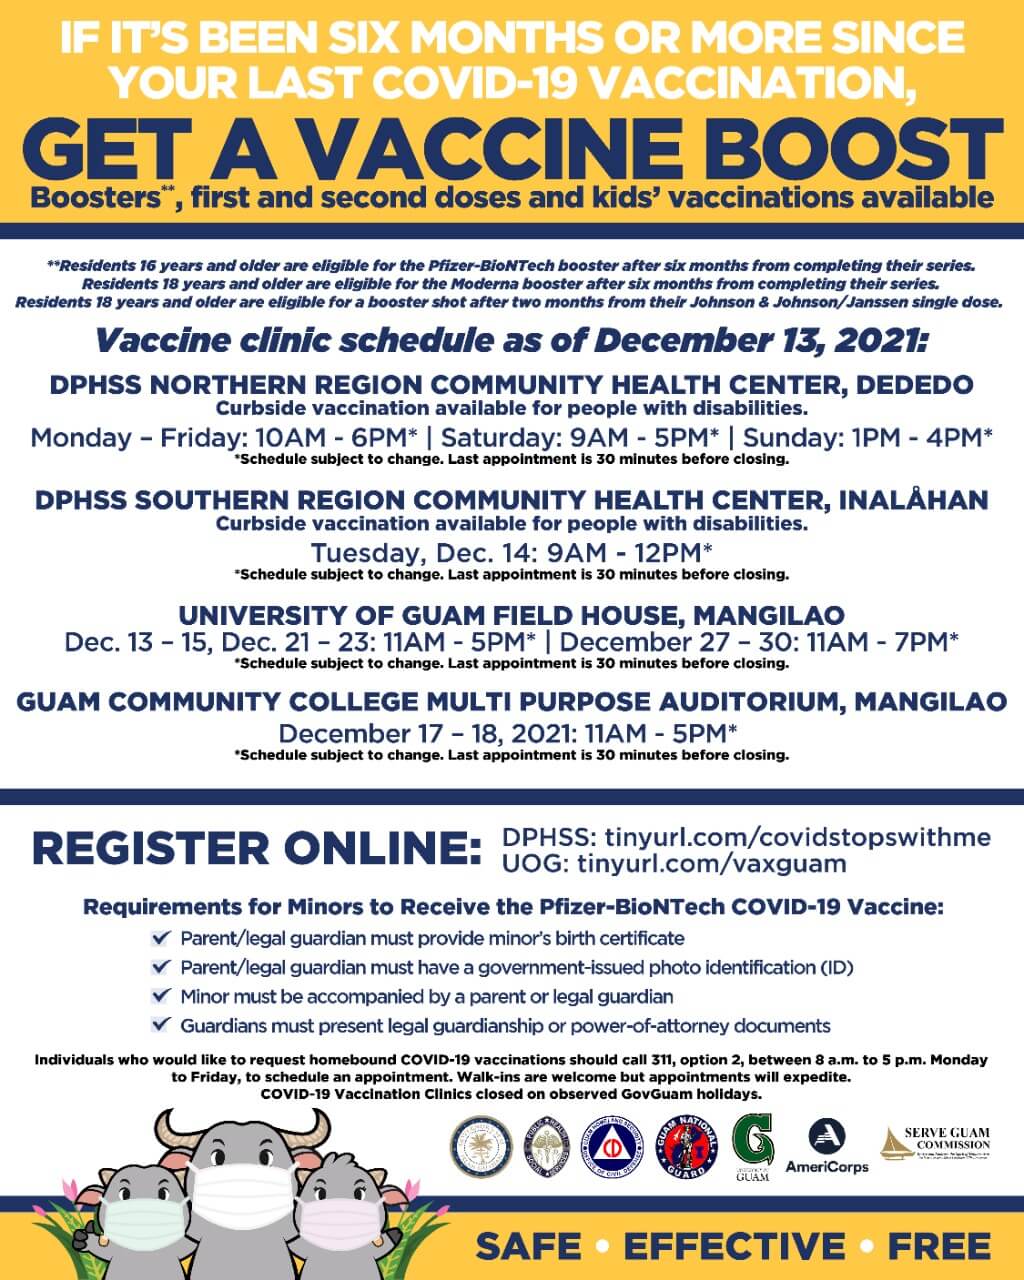 IF IT'S BEEN SIX MONTHS OR MORE SINCE
YOUR LAST COVID-19 VACCINATION,
GET A VACCINE BOOST
Boosters**, first and second doses and kids' vaccinations available
**Residents 16 years and older are eligible for the Pfizer-BioNTech booster after six months from completing their series.
Residents 18 years and older are eligible for the Moderna booster after six months from completing their series.
Residents 18 years and older are eligible for a booster shot after two months from their Johnson & Johnson/Janssen single dose.
Vaccine clinic schedule as of December 13, 2021:
DPHSS NORTHERN REGION COMMUNITY HEALTH CENTER, DEDEDO
Curbside vaccination available for people with disabilities.
Monday – Friday: 10AM - 6PM* | Saturday: 9AM - 5PM* | Sunday: 1PM - 4PM*
*Schedule subject to change. Last appointment is 30 minutes before closing.
DPHSS SOUTHERN REGION COMMUNITY HEALTH CENTER, INALÅHAN
Curbside vaccination available for people with disabilities.
Tuesday, Dec. 14: 9AM - 12PM*
*Schedule subject to change. Last appointment is 30 minutes before closing.
UNIVERSITY OF GUAM FIELD HOUSE, MANGILAO
Dec. 13 – 15, Dec. 21 – 23: 11AM - 5PM* | December 27 – 30: 11AM - 7PM*
*Schedule subject to change. Last appointment is 30 minutes before closing.
GUAM COMMUNITY COLLEGE MULTI PURPOSE AUDITORIUM, MANGILAO
December 17 – 18, 2021: 11AM - 5PM*
*Schedule subject to change. Last appointment is 30 minutes before closing.
REGISTER ONLINE: DPHSS: tinyurl.com/covidstopswithme
UOG: tinyurl.com/vaxguam
Requirements for Minors to Receive the Pfizer-BioNTech COVID-19 Vaccine:
Parent/legal guardian must provide minor's birth certificate
Parent/legal guardian must have a government-issued photo identification (ID)
Minor must be accompanied by a parent or legal guardian
Guardians must present legal guardianship or power-of-attorney documents
Individuals who would like to request homebound COVID-19 vaccinations should call 311, option 2, between 8 a.m. to 5 p.m. Monday
to Friday, to schedule an appointment. Walk-ins are welcome but appointments will expedite.
COVID-19 Vaccination Clinics closed on observed GovGuam holidays.
GUAM NATIONAL
GUARD
CD
G
GUAM
A
AmeriCorps
SERVE GUAM
COMMISSION
SAFE • EFFECTIVE • FREE